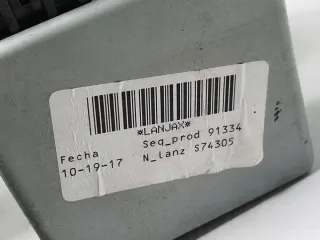 *LANJAX*
Fecha Seq_prod 91334
10-19-17 N_lanz S74305